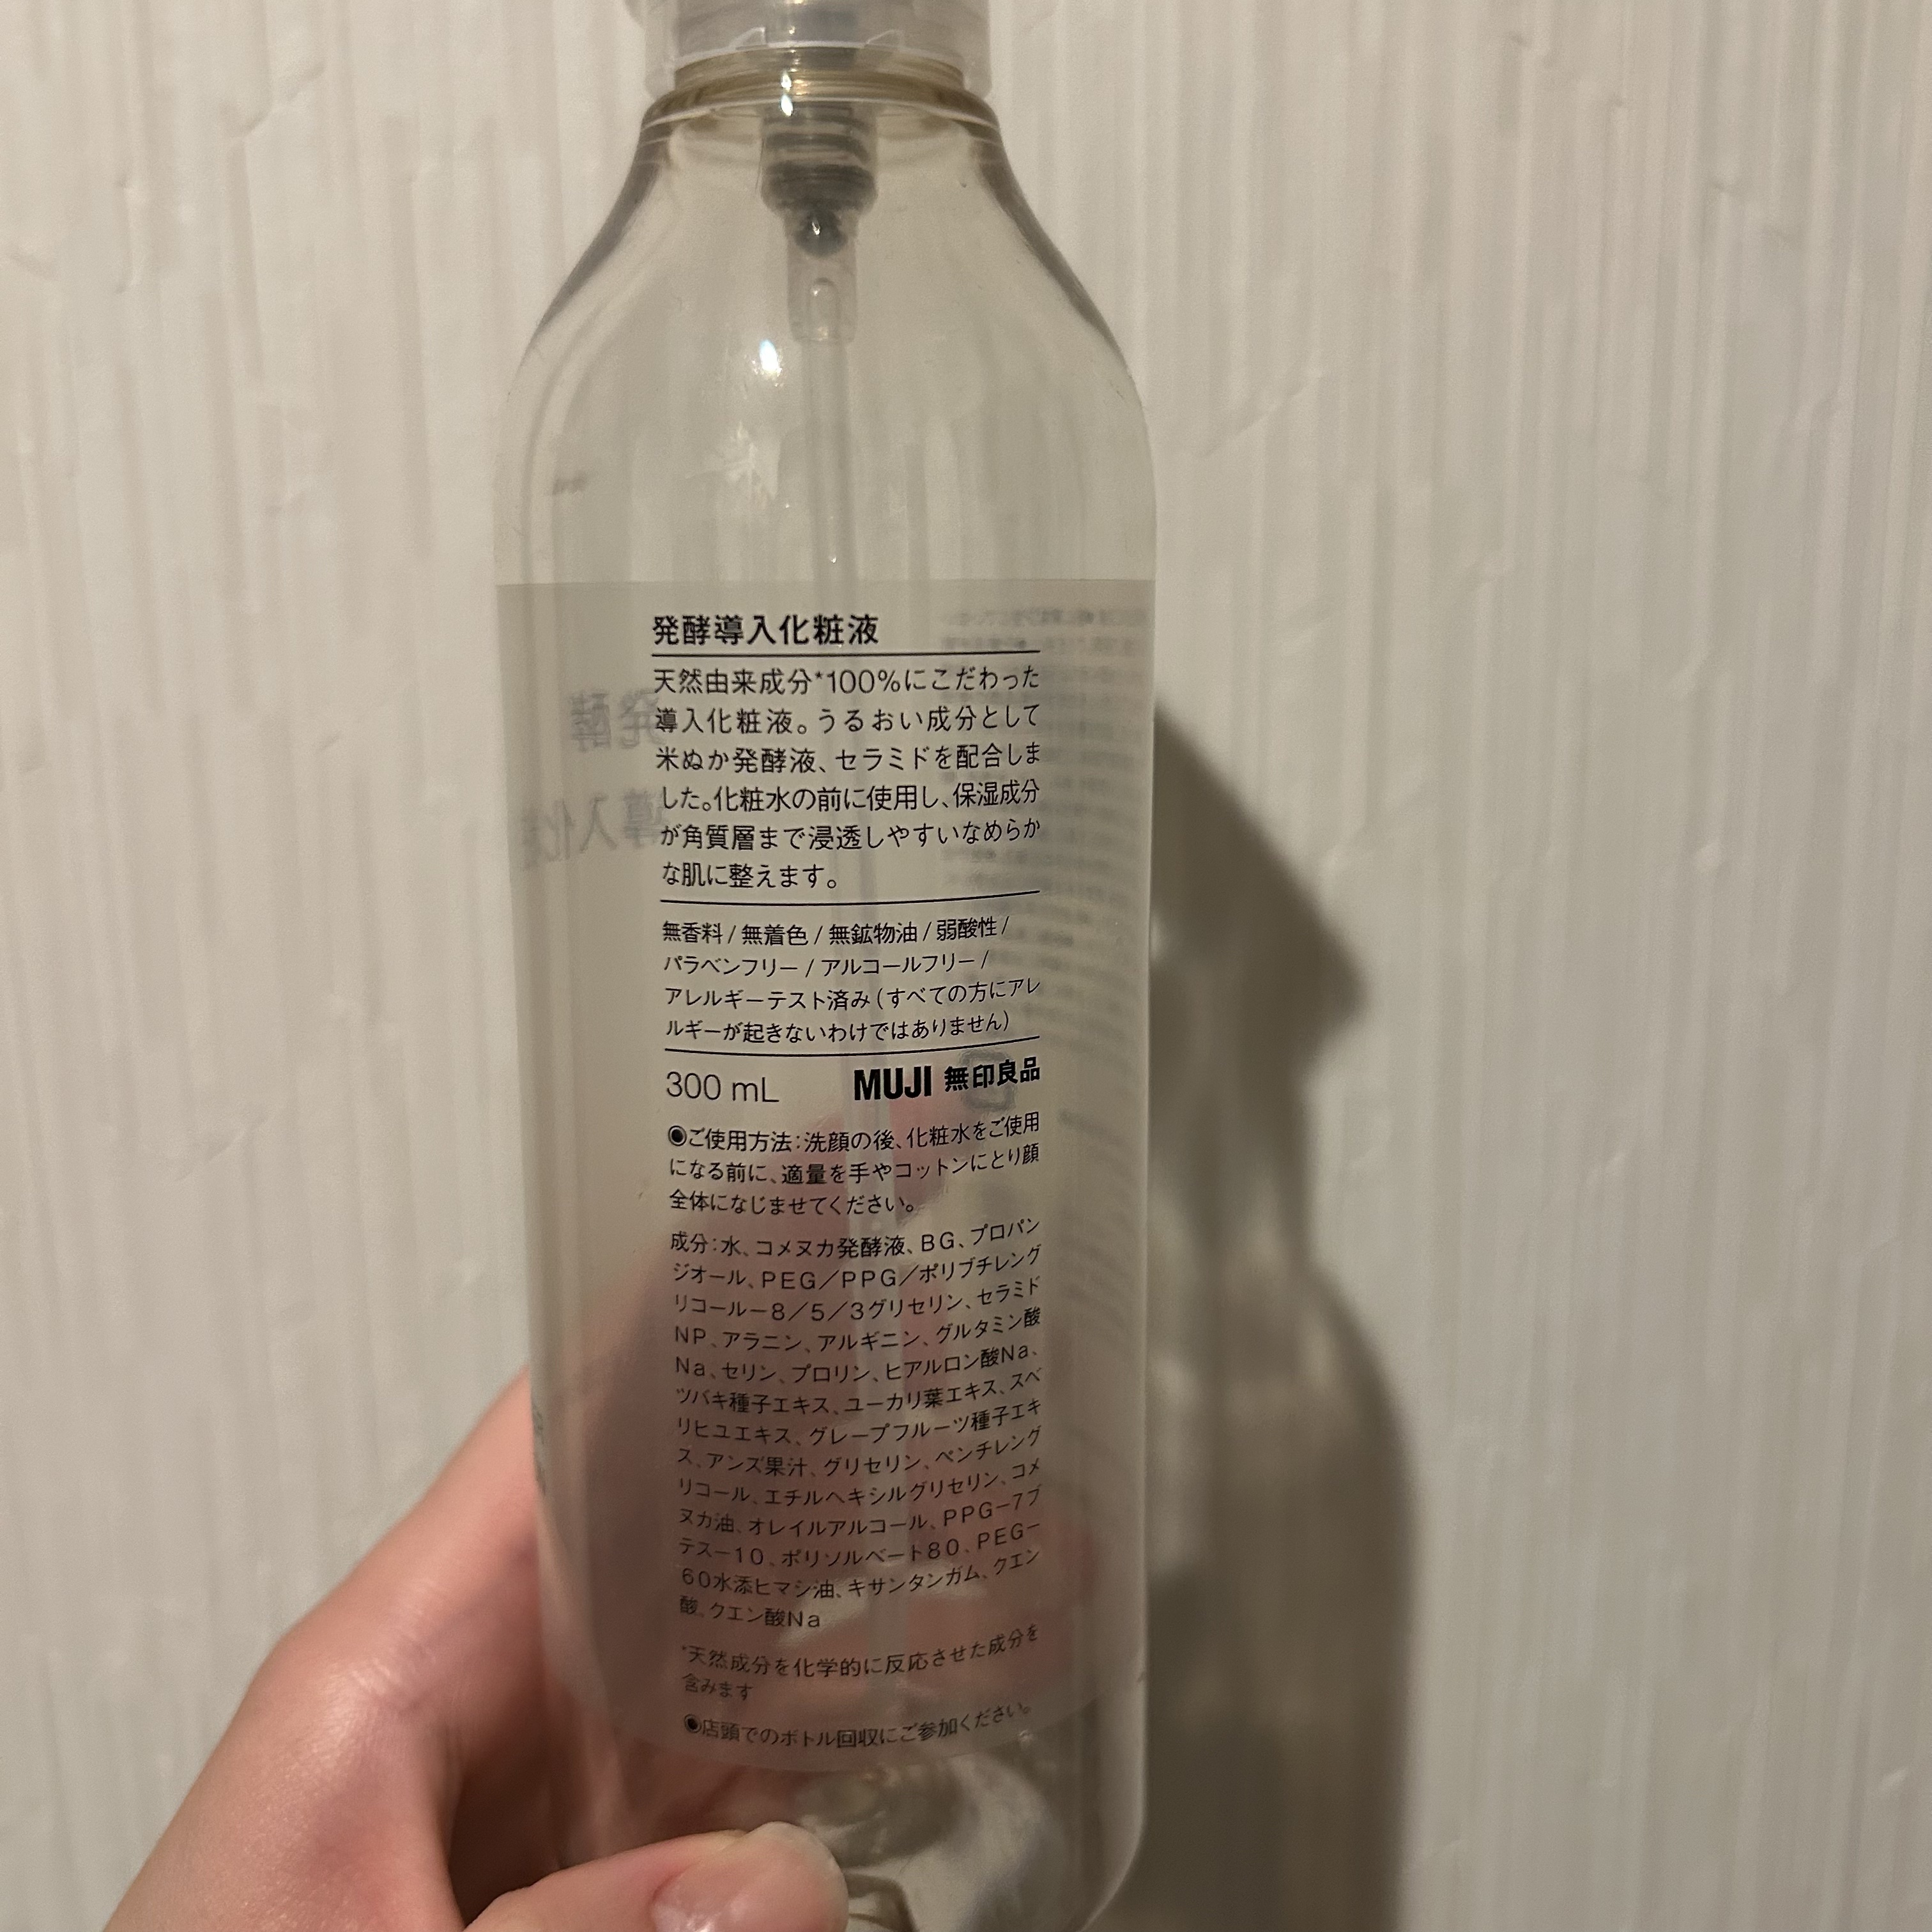 発酵導入化粧液
天然由来成分*100%にこだわった
導入化粧液。うるおい成分として
米ぬか発酵液、セラミドを配合しま
した。化粧水の前に使用し、保湿成分
が角質層まで浸透しやすいなめらか
な肌に整えます。
無香料/無着色/無鉱物油/弱酸性/
パラベンフリー/アルコールフリー/
アレルギーテスト済み(すべての方にアレ
ルギーが起きないわけではありません)
300 mL MUJI 無印良品
◉ご使用方法:洗顔の後、化粧水をご使用
になる前に、適量を手やコットンにとり顔
全体になじませてください。
成分:水、コメヌカ発酵液、BG、プロパン
ジオール、PEG/PPG/ポリブチレング
リコール-8/5/3グリセリン、セラミド
NP、アラニン、アルギニン、グルタミン酸
Na、セリン、プロリン、ヒアルロン酸Na、
ツバキ種子エキス、ユーカリ葉エキス、スベ
リヒユエキス、グレープフルーツ種子エキ
ス、アンズ果汁、グリセリン、ペンチレング
リコール、エチルヘキシルグリセリン、コメ
ヌカ油、オレイルアルコール、PPG-7ブ
テス-10、ポリソルベート80、PEG-
60水添ヒマシ油、キサンタンガム、クエン
酸、クエン酸Na
*天然成分を化学的に反応させた成分を
含みます
◉店頭でのボトル回収にご参加ください。
発酵
導入化